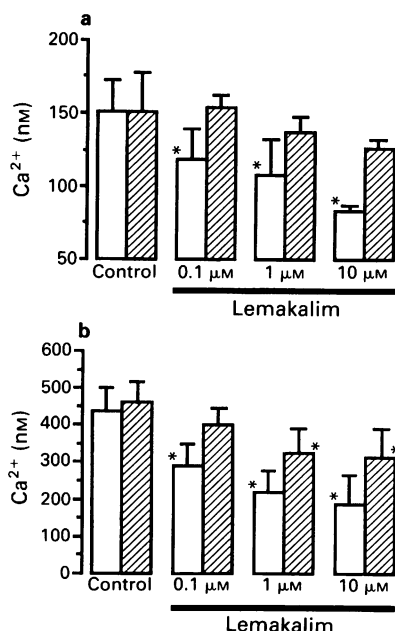 a
200
150
100
50
Ca²⁺ (nM)
*
*
*
Control
0.1 μM
1 μM
10 μM
Lemakalim
b
600
500
400
300
200
100
0
Ca²⁺ (nM)
*
*
*
*
*
Control
0.1 μM
1 μM
10 μM
Lemakalim